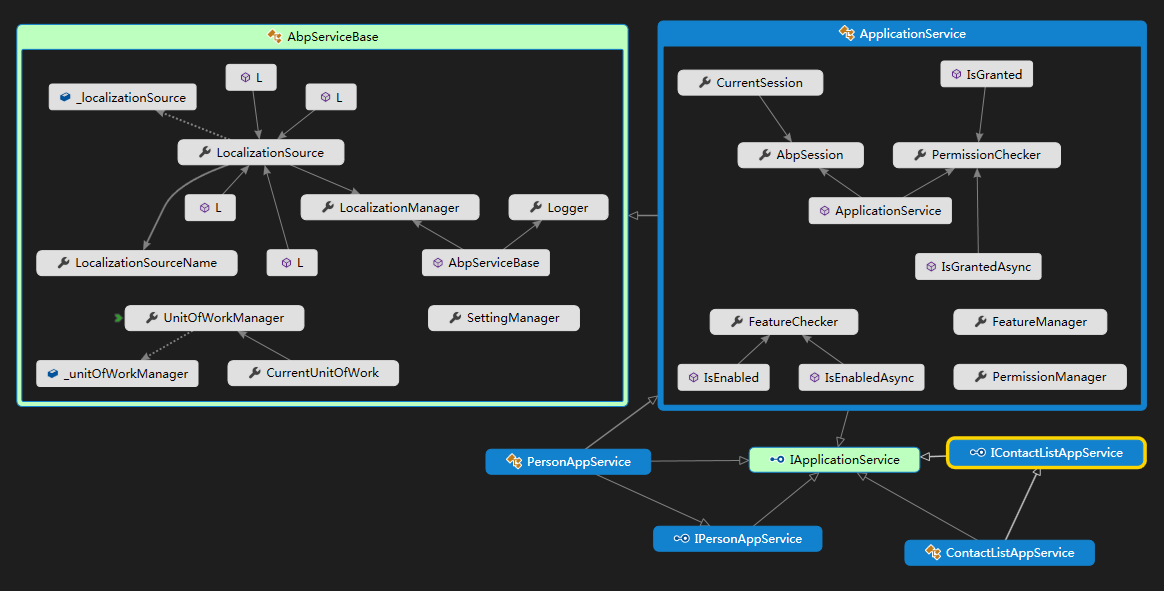 AbpServiceBase
L
_localizationSource
L
LocalizationSource
L
LocalizationManager
Logger
LocalizationSourceName
L
AbpServiceBase
UnitOfWorkManager
SettingManager
_unitOfWorkManager
CurrentUnitOfWork
ApplicationService
CurrentSession
IsGranted
AbpSession
PermissionChecker
ApplicationService
IsGrantedAsync
FeatureChecker
FeatureManager
IsEnabled
IsEnabledAsync
PermissionManager
PersonAppService
IApplicationService
IContactListAppService
IPersonAppService
ContactListAppService